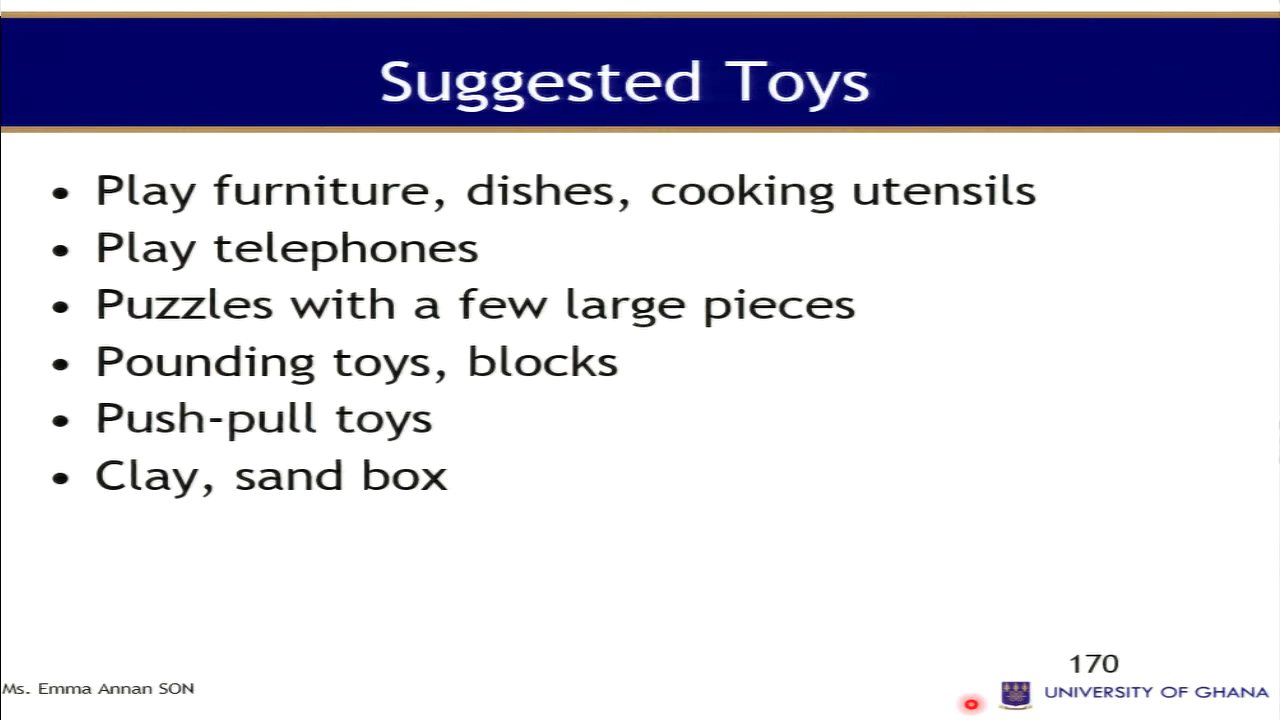 Suggested Toys
• Play furniture, dishes, cooking utensils
• Play telephones
• Puzzles with a few large pieces
• Pounding toys, blocks
• Push-pull toys
• Clay, sand box
170
Ms. Emma Annan SON
UNIVERSITY OF GHANA